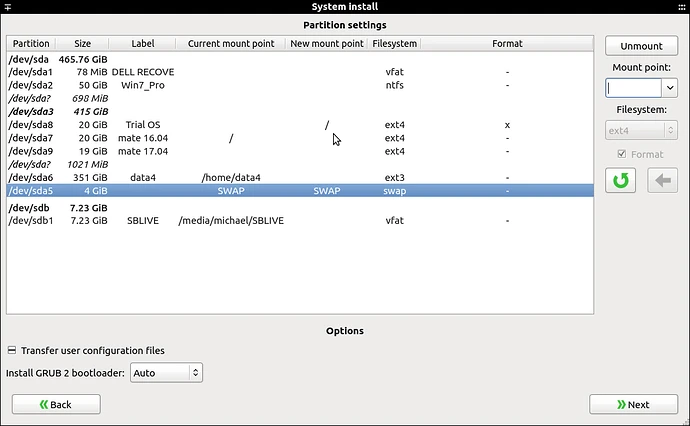 System install
Partition settings
Partition Size Label Current mount point New mount point Filesystem Format
/dev/sda 465.76 GiB
/dev/sda1 78 MiB DELL RECOVE vfat -
/dev/sda2 50 GiB Win7_Pro ntfs -
/dev/sda? 698 MiB
/dev/sda3 415 GiB
/dev/sda8 20 GiB Trial OS / ext4 x
/dev/sda7 20 GiB mate 16.04 / ext4 -
/dev/sda9 19 GiB mate 17.04 ext4 -
/dev/sda? 1021 MiB
/dev/sda6 351 GiB data4 /home/data4 ext3 -
/dev/sda5 4 GiB SWAP SWAP swap -
/dev/sdb 7.23 GiB
/dev/sdb1 7.23 GiB SBLIVE /media/michael/SBLIVE vfat -
Unmount
Mount point:
Filesystem:
ext4
Format
Options
Transfer user configuration files
Install GRUB 2 bootloader: Auto
Back
Next